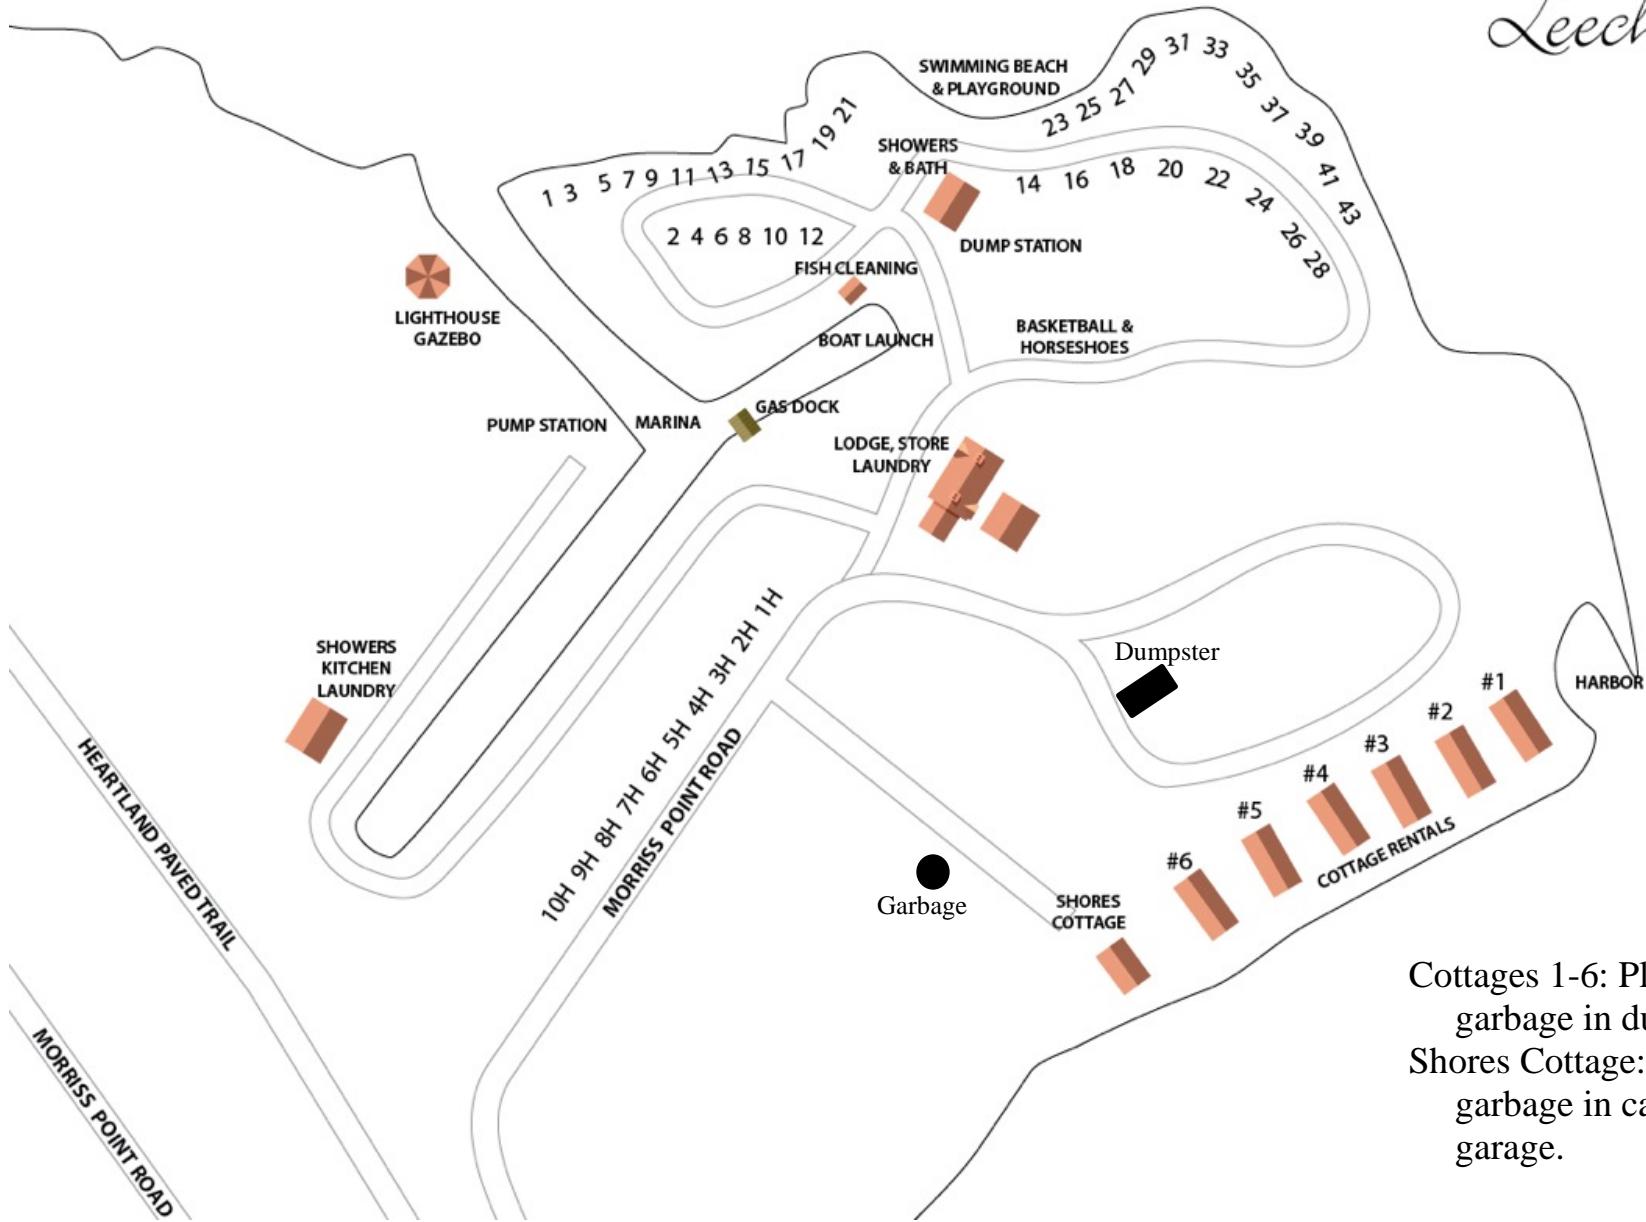 SWIMMING BEACH
& PLAYGROUND
1 3 5 7 9 11 13 15 17 19 21
23 25 27 29 31 33 35 37 39 41 43
SHOWERS
& BATH
14 16 18 20 22 24 26 28
2 4 6 8 10 12
DUMP STATION
FISH CLEANING
LIGHTHOUSE
GAZEBO
BOAT LAUNCH
BASKETBALL &
HORSESHOES
GAS DOCK
PUMP STATION
MARINA
LODGE, STORE
LAUNDRY
10H 9H 8H 7H 6H 5H 4H 3H 2H 1H
MORRISS POINT ROAD
SHOWERS
KITCHEN
LAUNDRY
Dumpster
HARBOR
#1
#2
#3
#4
#5
#6
COTTAGE RENTALS
HEARTLAND PAVED TRAIL
Garbage
SHORES
COTTAGE
MORRISS POINT ROAD
Cottages 1-6:
garbage in
Shores Cottage:
garbage in
garage.